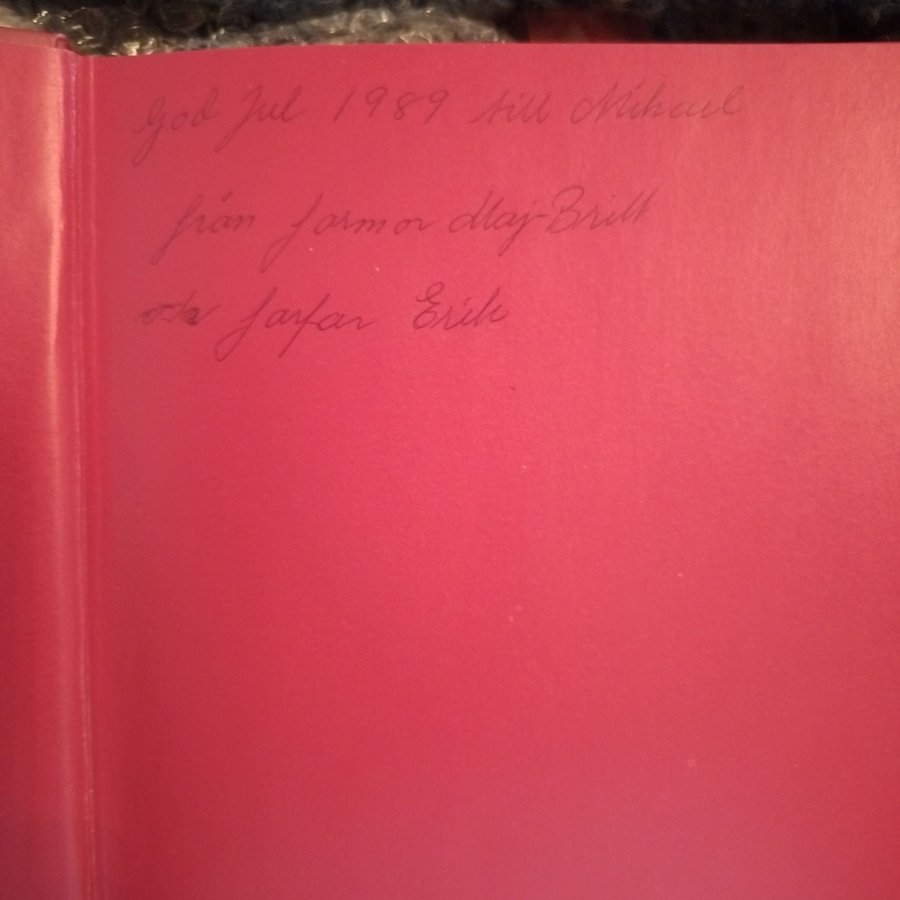 God Jul 1989 till Mikael
från farmor Maj-Britt
och farfar Erik